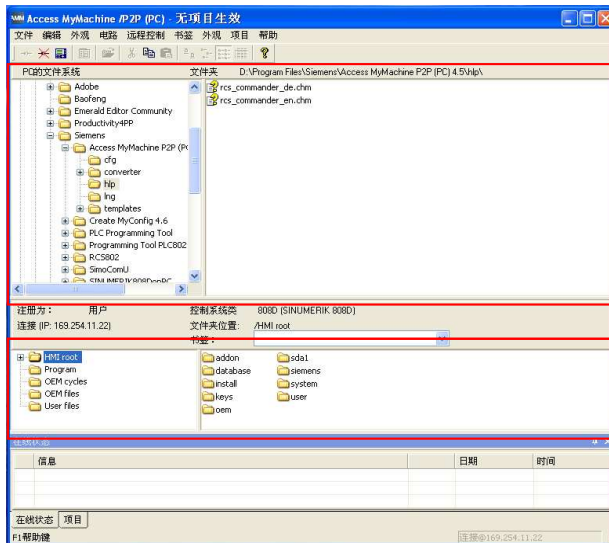 Access MyMachine /P2P (PC) - 无项目生效
文件 编辑 外观 电路 远程控制 书签 外观 项目 帮助
PC的文件系统 文件夹 D:\Program Files\Siemens\Access MyMachine P2P (PC) 4.5\hlp\
Adobe
Baofeng
Emerald Editor Community
Productivity4PP
Siemens
Access MyMachine P2P (P
cfg
converter
hlp
lng
templates
Create MyConfig 4.6
PLC Programming Tool
Programming Tool PLC802
RCS802
SimoComU
SINUMERIK808DonPC
rcs_commander_de.chm
rcs_commander_en.chm
注册为： 用户 控制系统类 808D (SINUMERIK 808D)
连接 (IP: 169.254.11.22) 文件夹位置: /HMI root
书签：
HMI root
Program
OEM cycles
OEM files
User files
addon
database
install
keys
oem
sda1
siemens
system
user
在线状态
信息 日期 时间
在线状态 项目
F1帮助键 连接@169.254.11.22